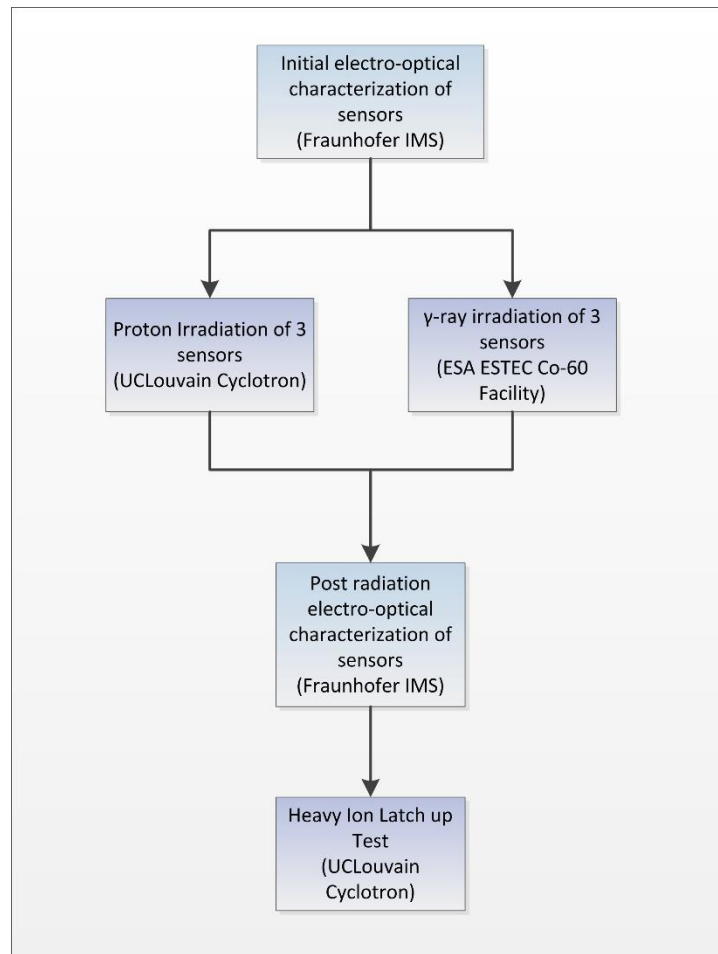 Initial electro-optical
characterization of
sensors
(Fraunhofer IMS)
Proton Irradiation of 3
sensors
(UCLouvain Cyclotron)
γ-ray irradiation of 3
sensors
(ESA ESTEC Co-60
Facility)
Post radiation
electro-optical
characterization of
sensors
(Fraunhofer IMS)
Heavy Ion Latch up
Test
(UCLouvain
Cyclotron)